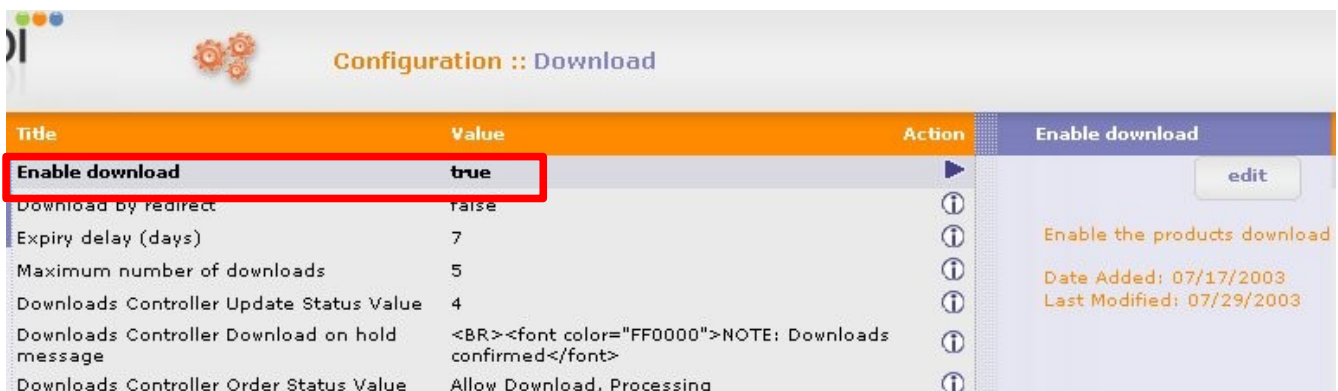 Configuration :: Download
Title Value Action Enable download
Enable download true edit
Download by redirect false
Expiry delay (days) 7 Enable the products download
Maximum number of downloads 5 Date Added: 07/17/2003
Downloads Controller Update Status Value 4 Last Modified: 07/29/2003
Downloads Controller Download on hold <BR><font color="FF0000">NOTE: Downloads
message confirmed</font>
Downloads Controller Order Status Value Allow Download, Processing